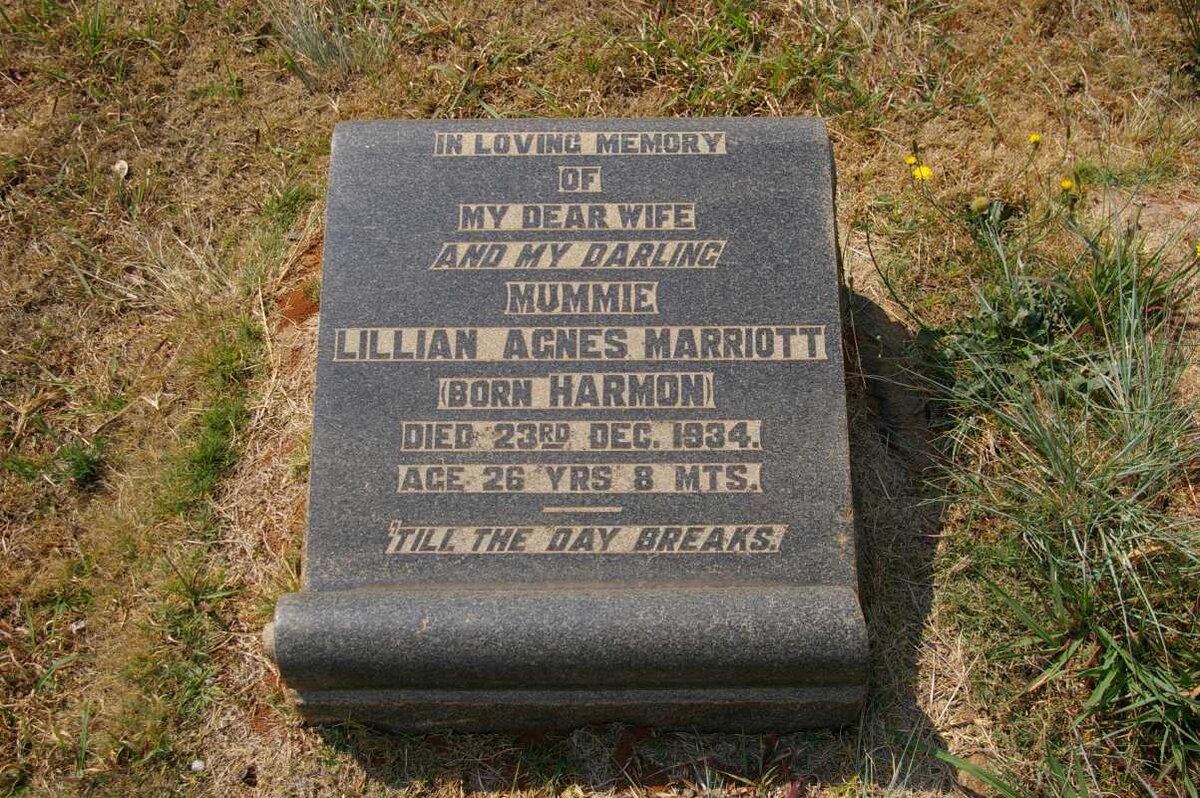 IN LOVING MEMORY
OF
MY DEAR WIFE
AND MY DARLING
MUMMIE
LILLIAN AGNES MARRIOTT
(BORN HARMON)
DIED 23RD DEC. 1934.
AGE 26 YRS 8 MTS.
'TILL THE DAY BREAKS.